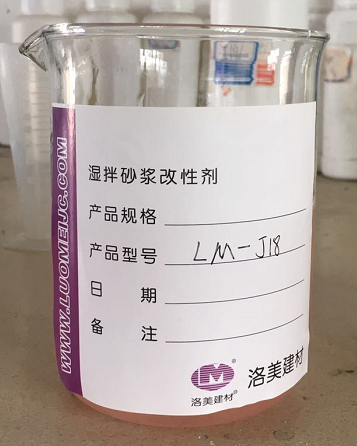 湿拌砂浆改性剂
产品规格
产品型号 LM-J18
日 期
备 注
WWW.LUOMEIJC.COM
洛美建材®
洛美建材